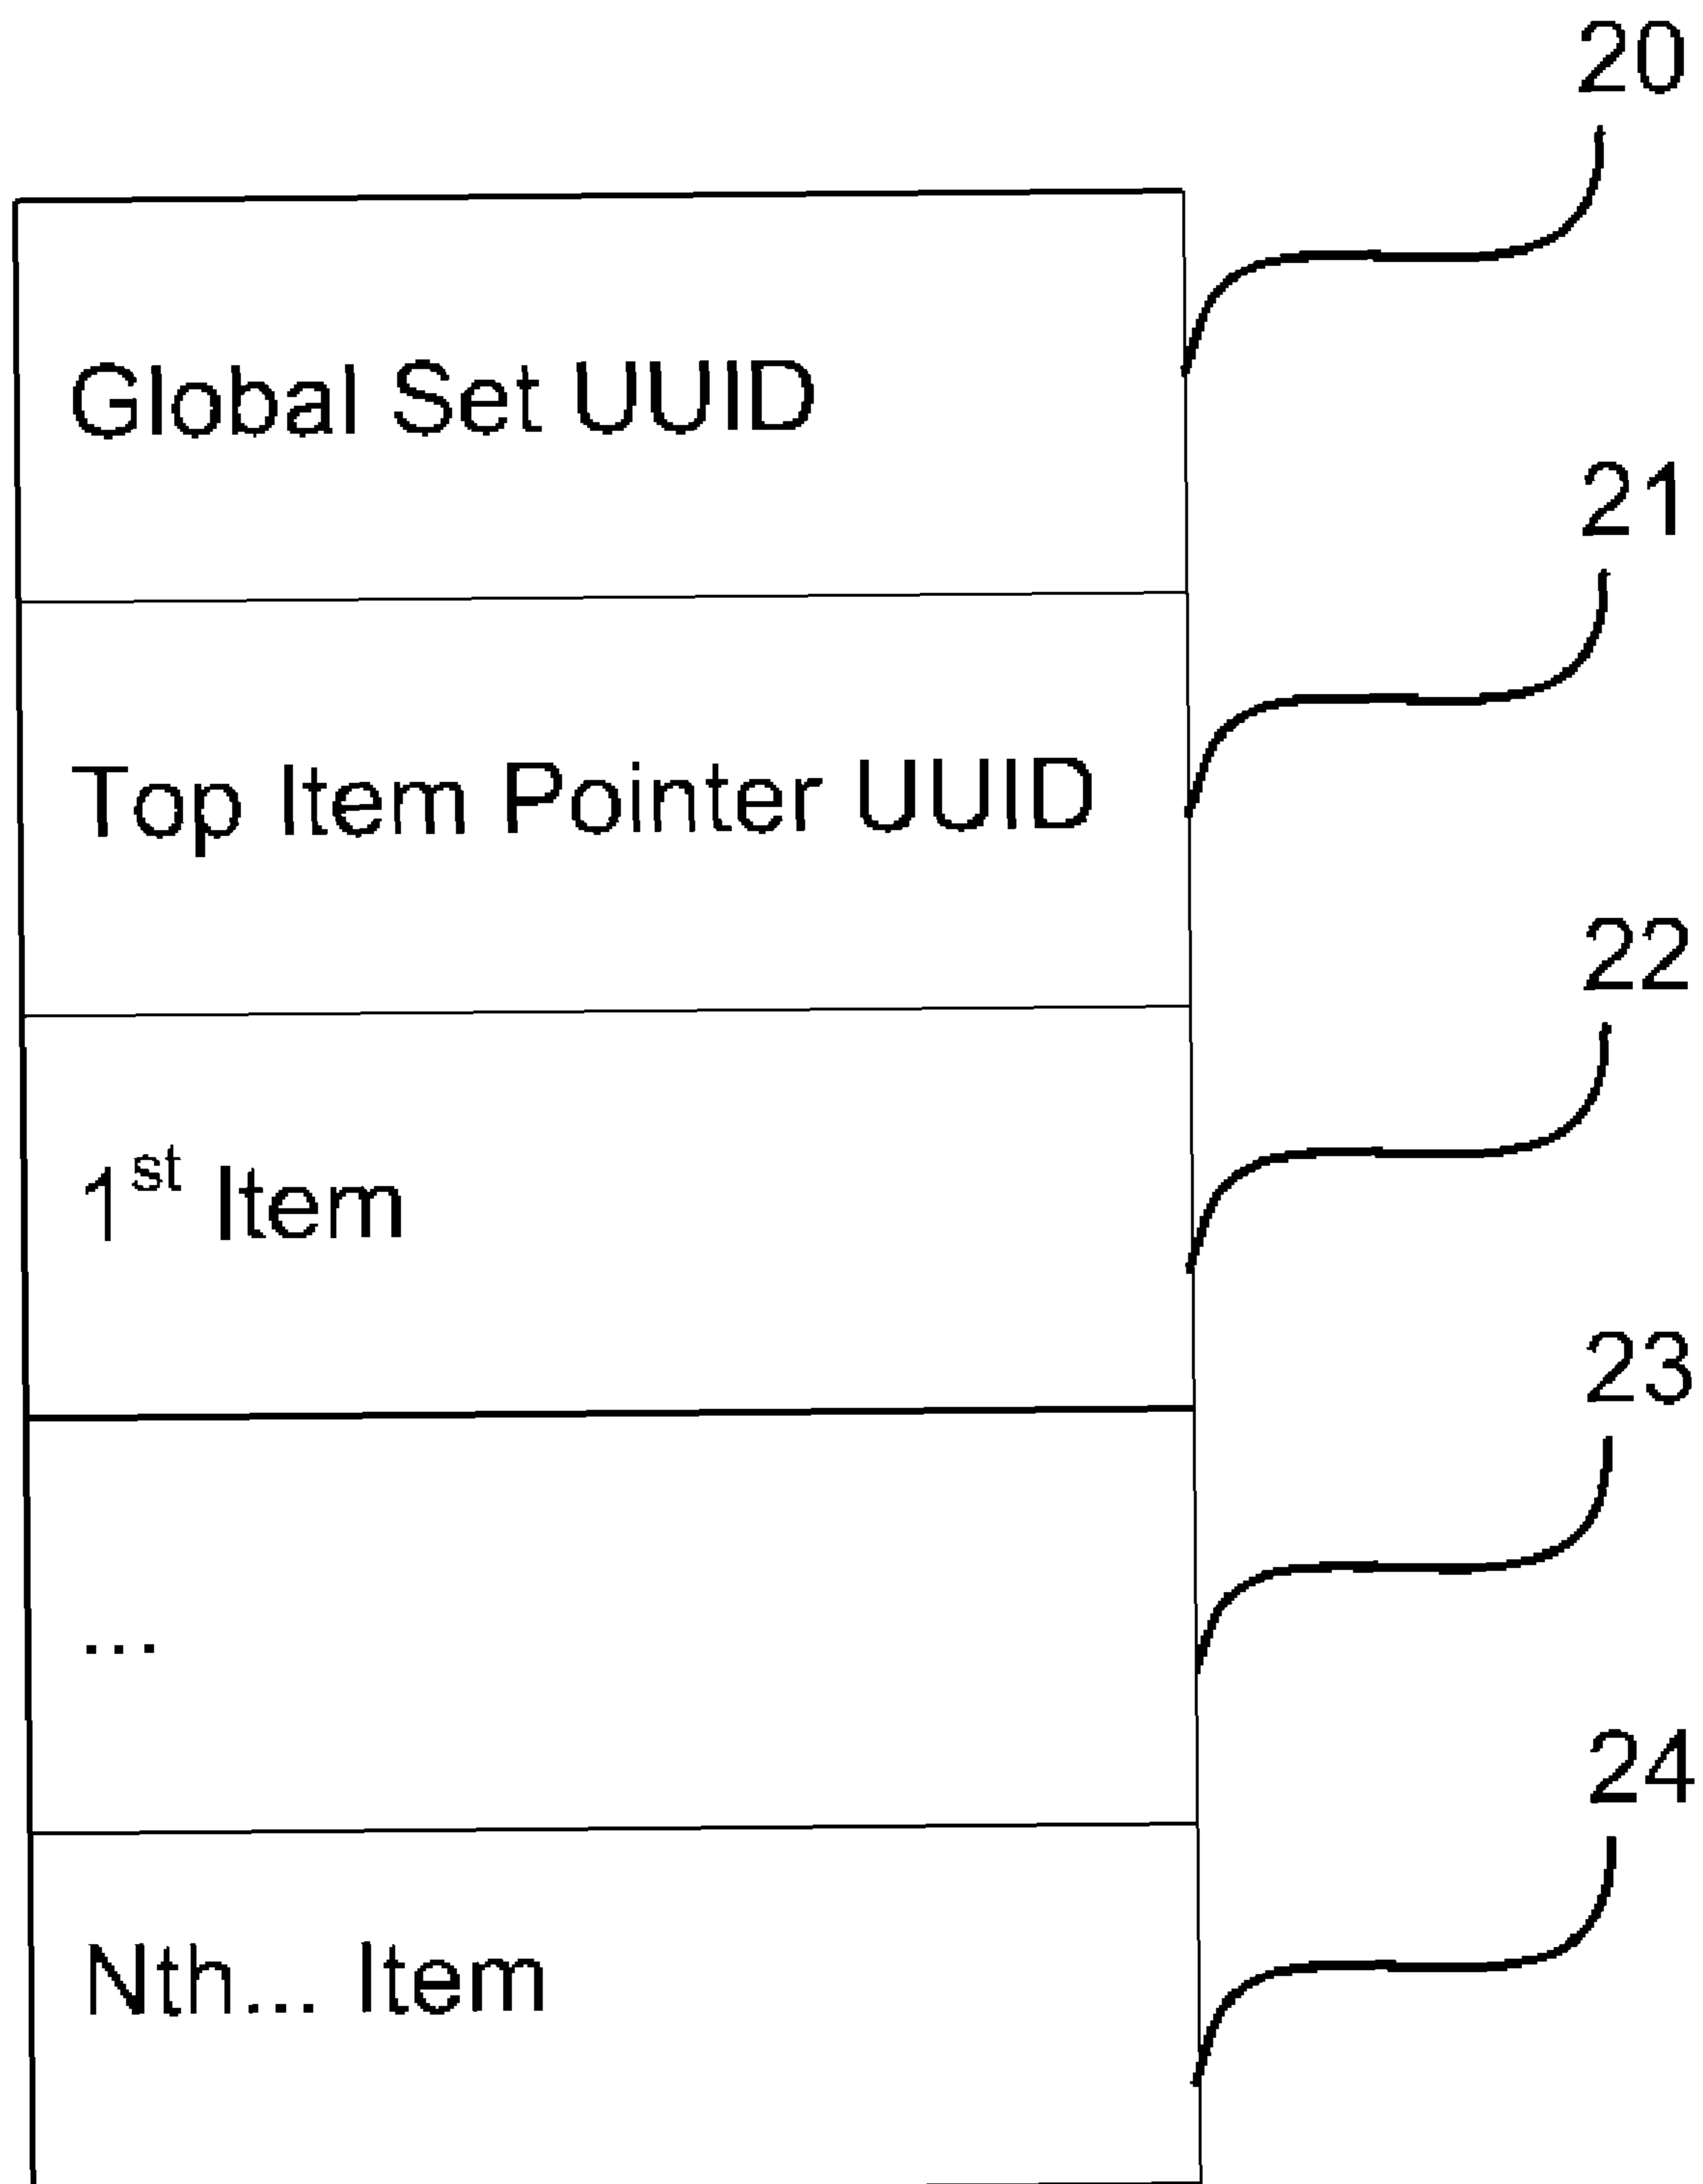 20
Global Set UUID
21
Top Item Pointer UUID
22
1st Item
23
...
24
Nth... Item